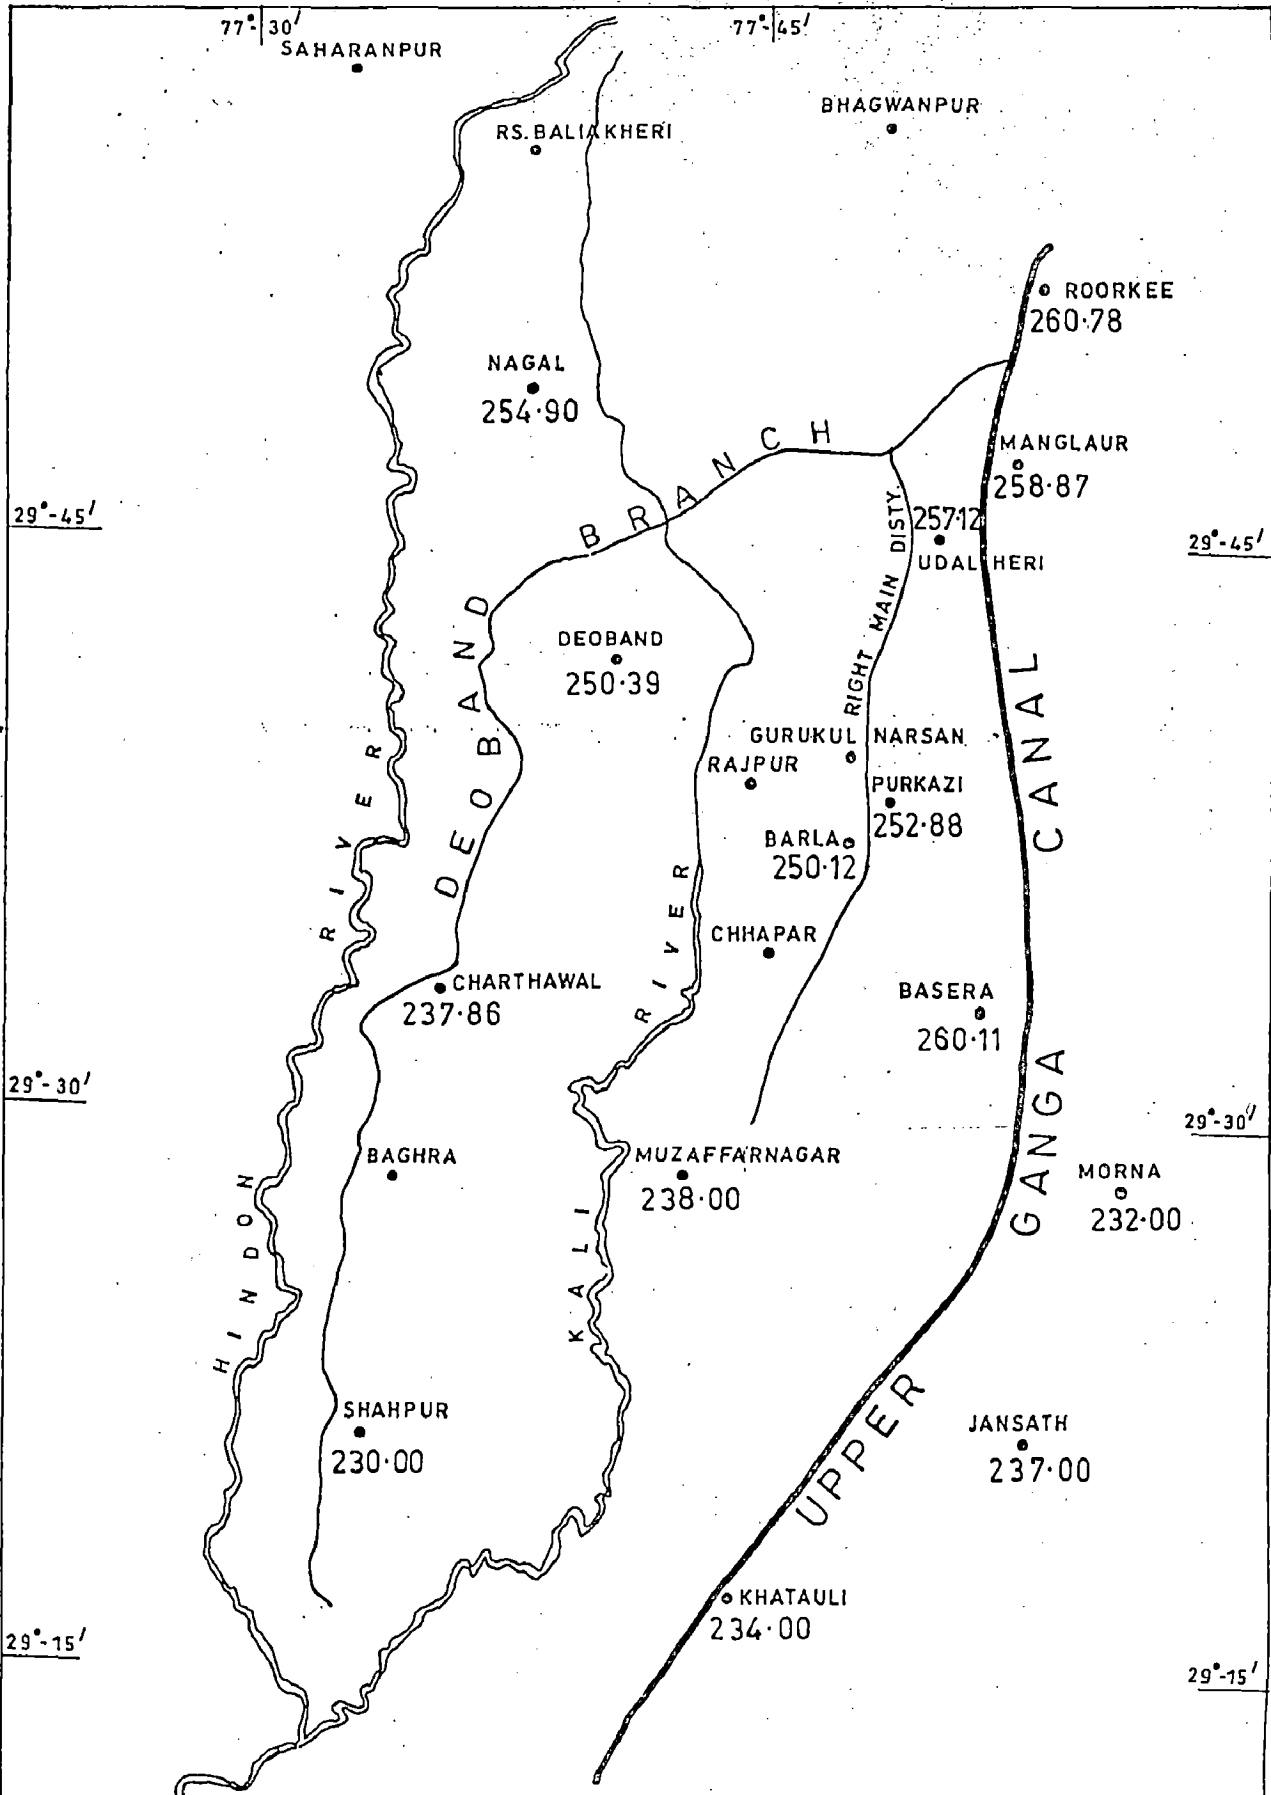 77°-30′
77°-45′
SAHARANPUR
BHAGWANPUR
RS. BALIAKHERI
ROORKEE
260·78
NAGAL
254·90
MANGLAUR
258·87
29°-45′
257·12
UDALHERI
29°-45′
DEOBAND BRANCH
RIGHT MAIN DISTY.
DEOBAND
250·39
GURUKUL NARSAN
RAJPUR
PURKAZI
252·88
BARLA
250·12
CHHAPAR
CHARTHAWAL
237·86
BASERA
260·11
29°-30′
29°-30′
BAGHRA
MUZAFFARNAGAR
238·00
MORNA
232·00
HINDON RIVER
KALI RIVER
UPPER GANGA CANAL
SHAHPUR
230·00
JANSATH
237·00
KHATAULI
234·00
29°-15′
29°-15′